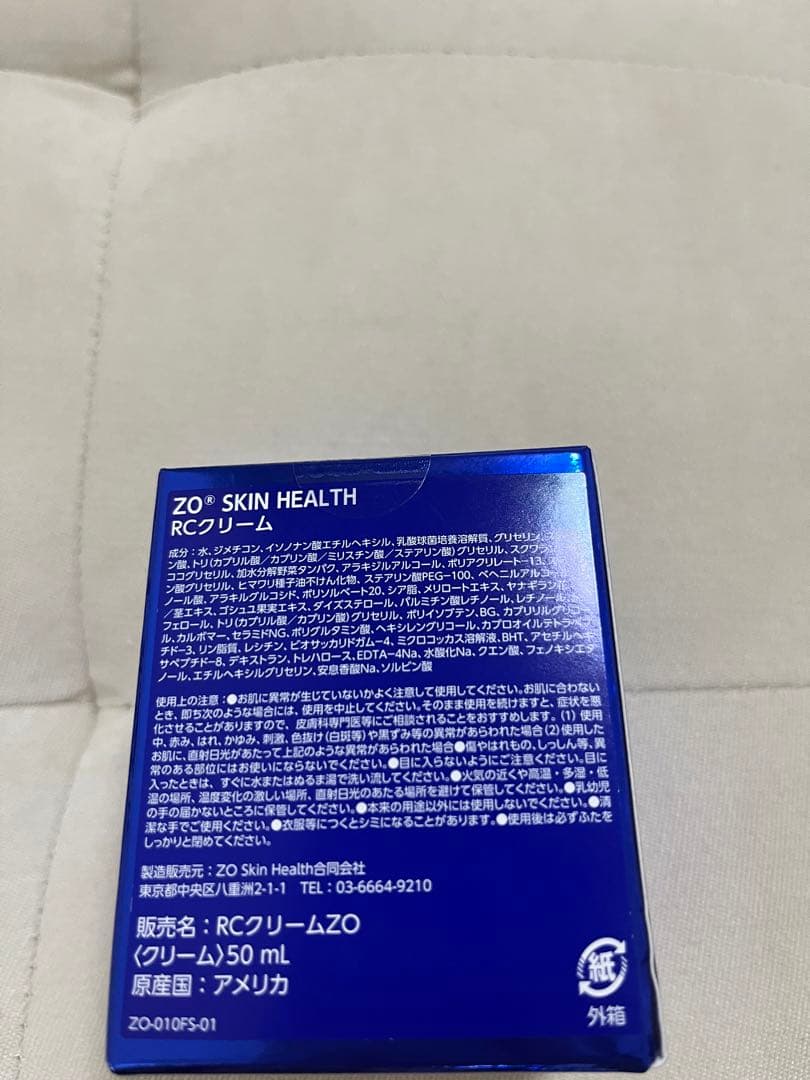 ZO® SKIN HEALTH
RCクリーム
成分：水、ジメチコン、イソノナン酸エチルヘキシル、乳酸球菌培養溶解質、グリセリン、
ン酸、トリ(カプリル酸／カプリン酸／ミリスチン酸／ステアリン酸)グリセリル、スクワラン、
ココグリセリル、加水分解野菜タンパク、アラキジルアルコール、ポリアクリレート-13、
ン酸グリセリル、ヒマワリ種子油不けん化物、ステアリン酸PEG-100、ベヘニルアルコール、
ノール酸、アラキルグルコシド、ポリソルベート20、シア脂、メリロートエキス、ヤナギラン花
／茎エキス、ゴシュユ果実エキス、ダイズステロール、パルミチン酸レチノール、レチノール、
フェロール、トリ(カプリル酸／カプリン酸)グリセリル、ポリイソブテン、BG、カプリリルグリコー
ル、カルボマー、セラミドNG、ポリグルタミン酸、ヘキシレングリコール、カプロオイルテトラペプ
チド-3、リン脂質、レシチン、ビオサッカリドガム-4、ミクロコッカス溶解液、BHT、アセチルヘキ
サペプチド-8、デキストラン、トレハロース、EDTA-4Na、水酸化Na、クエン酸、フェノキシエタ
ノール、エチルヘキシルグリセリン、安息香酸Na、ソルビン酸
使用上の注意：●お肌に異常が生じていないかよく注意して使用してください。お肌に合わない
とき、即ち次のような場合には、使用を中止してください。そのまま使用を続けますと、症状を悪
化させることがありますので、皮膚科専門医等にご相談されることをおすすめします。(1) 使用
中、赤み、はれ、かゆみ、刺激、色抜け(白斑等)や黒ずみ等の異常があらわれた場合(2)使用した
お肌に、直射日光があたって上記のような異常があらわれた場合●傷やはれもの、しっしん等、異
常のある部位にはお使いにならないでください。●目に入らないようにご注意ください。目に
入ったときは、すぐに水またはぬるま湯で洗い流してください。●火気の近くや高温・多湿・低
温の場所、温度変化の激しい場所、直射日光のあたる場所を避けて保管してください。●乳幼児
の手の届かないところに保管してください。●本来の用途以外には使用しないでください。●清
潔な手でご使用ください。●衣服等につくとシミになることがあります。●使用後は必ずふたを
しっかりと閉めてください。
製造販売元：ZO Skin Health合同会社
東京都中央区八重洲2-1-1 TEL：03-6664-9210
販売名：RCクリームZO
〈クリーム〉50 mL
原産国：アメリカ
ZO-010FS-01
紙
外箱